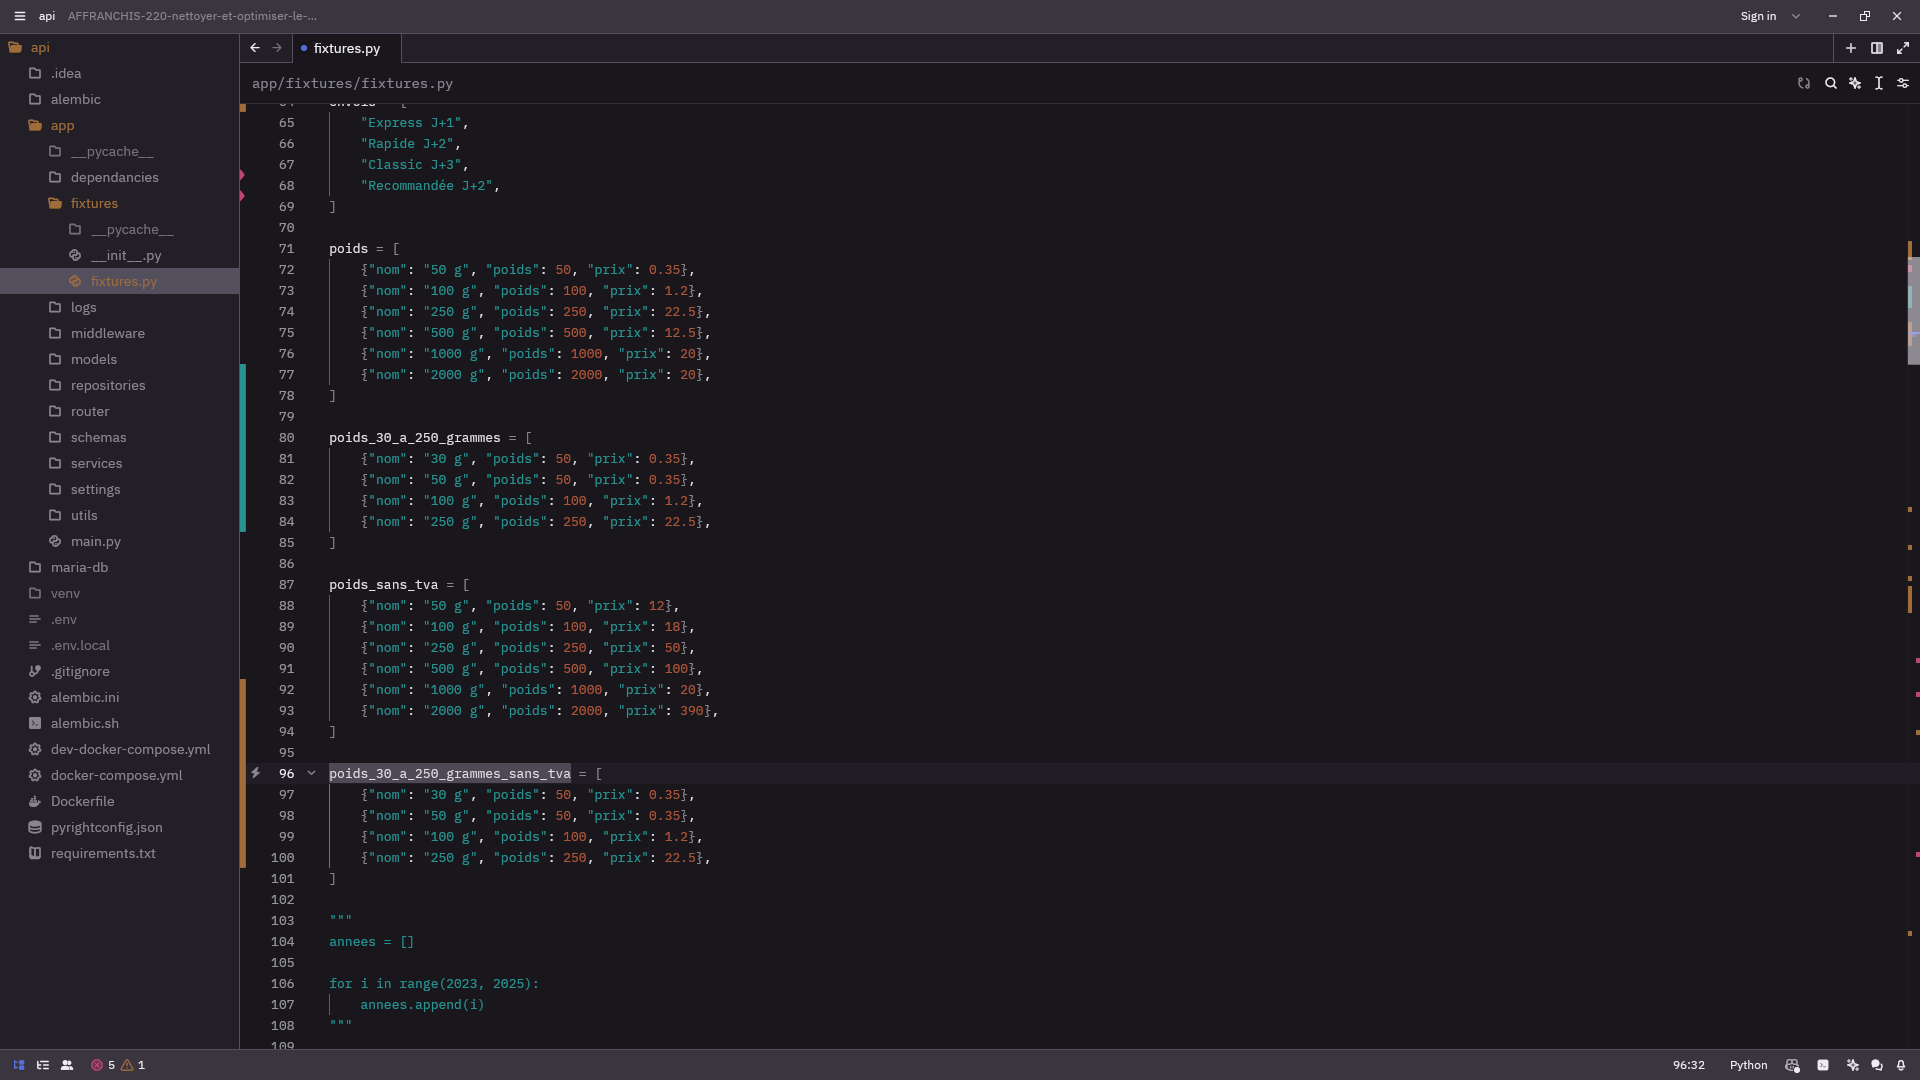 api AFFRANCHIS-220-nettoyer-et-optimiser-le-... Sign in
api
.idea
alembic
app
__pycache__
dependancies
fixtures
__pycache__
__init__.py
fixtures.py
logs
middleware
models
repositories
router
schemas
services
settings
utils
main.py
maria-db
venv
.env
.env.local
.gitignore
alembic.ini
alembic.sh
dev-docker-compose.yml
docker-compose.yml
Dockerfile
pyrightconfig.json
requirements.txt
fixtures.py
app/fixtures/fixtures.py
65 "Express J+1",
66 "Rapide J+2",
67 "Classic J+3",
68 "Recommandée J+2",
69 ]
70
71 poids = [
72 {"nom": "50 g", "poids": 50, "prix": 0.35},
73 {"nom": "100 g", "poids": 100, "prix": 1.2},
74 {"nom": "250 g", "poids": 250, "prix": 22.5},
75 {"nom": "500 g", "poids": 500, "prix": 12.5},
76 {"nom": "1000 g", "poids": 1000, "prix": 20},
77 {"nom": "2000 g", "poids": 2000, "prix": 20},
78 ]
79
80 poids_30_a_250_grammes = [
81 {"nom": "30 g", "poids": 50, "prix": 0.35},
82 {"nom": "50 g", "poids": 50, "prix": 0.35},
83 {"nom": "100 g", "poids": 100, "prix": 1.2},
84 {"nom": "250 g", "poids": 250, "prix": 22.5},
85 ]
86
87 poids_sans_tva = [
88 {"nom": "50 g", "poids": 50, "prix": 12},
89 {"nom": "100 g", "poids": 100, "prix": 18},
90 {"nom": "250 g", "poids": 250, "prix": 50},
91 {"nom": "500 g", "poids": 500, "prix": 100},
92 {"nom": "1000 g", "poids": 1000, "prix": 20},
93 {"nom": "2000 g", "poids": 2000, "prix": 390},
94 ]
95
96 poids_30_a_250_grammes_sans_tva = [
97 {"nom": "30 g", "poids": 50, "prix": 0.35},
98 {"nom": "50 g", "poids": 50, "prix": 0.35},
99 {"nom": "100 g", "poids": 100, "prix": 1.2},
100 {"nom": "250 g", "poids": 250, "prix": 22.5},
101 ]
102
103 """
104 annees = []
105
106 for i in range(2023, 2025):
107 annees.append(i)
108 """
109
5 1 96:32 Python